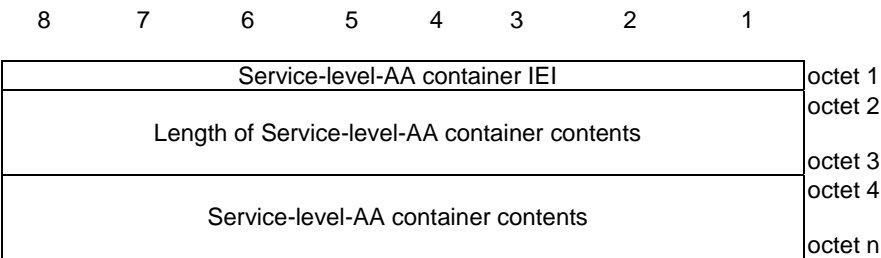 8 7 6 5 4 3 2 1
Service-level-AA container IEI octet 1
octet 2
Length of Service-level-AA container contents
octet 3
octet 4
Service-level-AA container contents
octet n